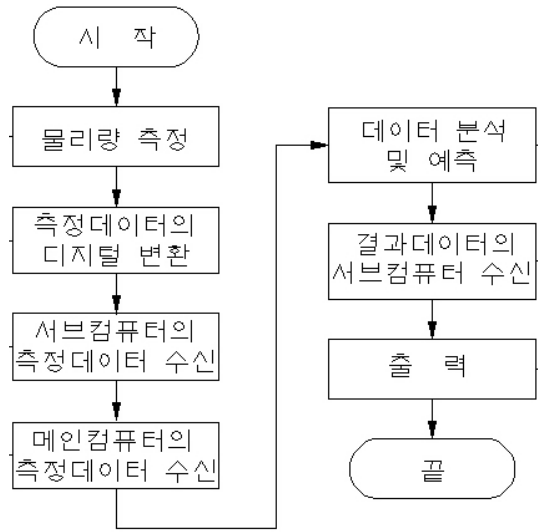 시 작
물리량 측정
측정데이터의
디지털 변환
서브컴퓨터의
측정데이터 수신
메인컴퓨터의
측정데이터 수신
데이터 분석
및 예측
결과데이터의
서브컴퓨터 수신
출 력
끝